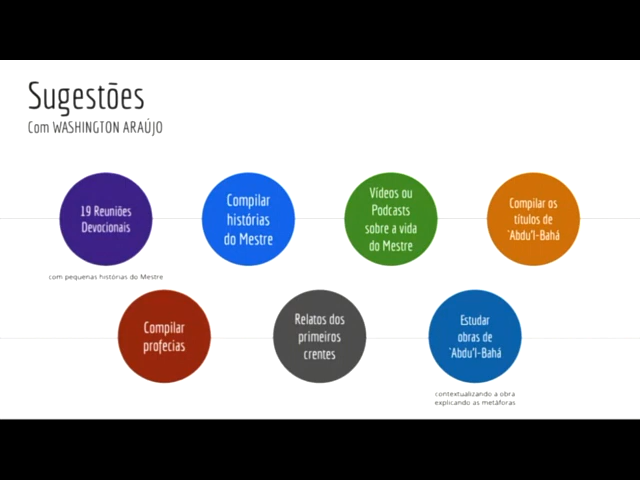 Sugestões
Com WASHINGTON ARAÚJO
19 Reuniões
Devocionais
com pequenas histórias do Mestre
Compilar
histórias
do Mestre
Vídeos ou
Podcasts
sobre a vida
do Mestre
Compilar os
títulos de
`Abdu'l-Bahá
Compilar
profecias
Relatos dos
primeiros
crentes
Estudar
obras de
`Abdu'l-Bahá
contextualizando a obra
explicando as metáforas